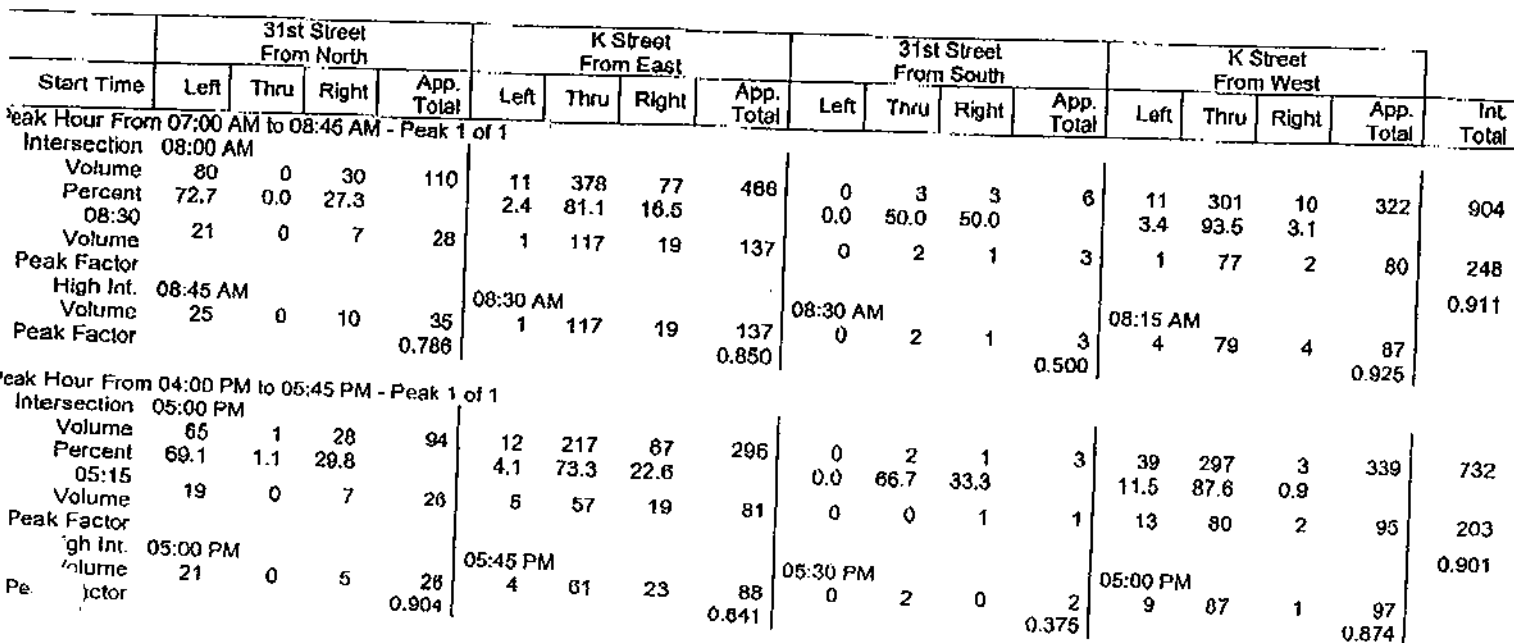 31st Street K Street 31st Street K Street
From North From East From South From West
Start Time Left Thru Right App. Total Left Thru Right App. Total Left Thru Right App. Total Left Thru Right App. Total Int. Total
Peak Hour From 07:00 AM to 08:45 AM - Peak 1 of 1
Intersection 08:00 AM
Volume 80 0 30 110 11 378 77 466 0 3 3 6 11 301 10 322 904
Percent 72.7 0.0 27.3 2.4 81.1 16.5 0.0 50.0 50.0 3.4 93.5 3.1
08:30
Volume 21 0 7 28 1 117 19 137 0 2 1 3 1 77 2 80 248
Peak Factor 0.911
High Int. 08:45 AM 08:30 AM 08:30 AM 08:15 AM
Volume 25 0 10 35 1 117 19 137 0 2 1 3 4 79 4 87
Peak Factor 0.786 0.850 0.500 0.925
Peak Hour From 04:00 PM to 05:45 PM - Peak 1 of 1
Intersection 05:00 PM
Volume 65 1 28 94 12 217 67 296 0 2 1 3 39 297 3 339 732
Percent 69.1 1.1 29.8 4.1 73.3 22.6 0.0 66.7 33.3 11.5 87.6 0.9
05:15
Volume 19 0 7 26 5 57 19 81 0 0 1 1 13 80 2 95 203
Peak Factor 0.901
gh Int. 05:00 PM 05:45 PM 05:30 PM 05:00 PM
olume 21 0 5 26 4 61 23 88 0 2 0 2 9 87 1 97
Pe ctor 0.904 0.841 0.375 0.874